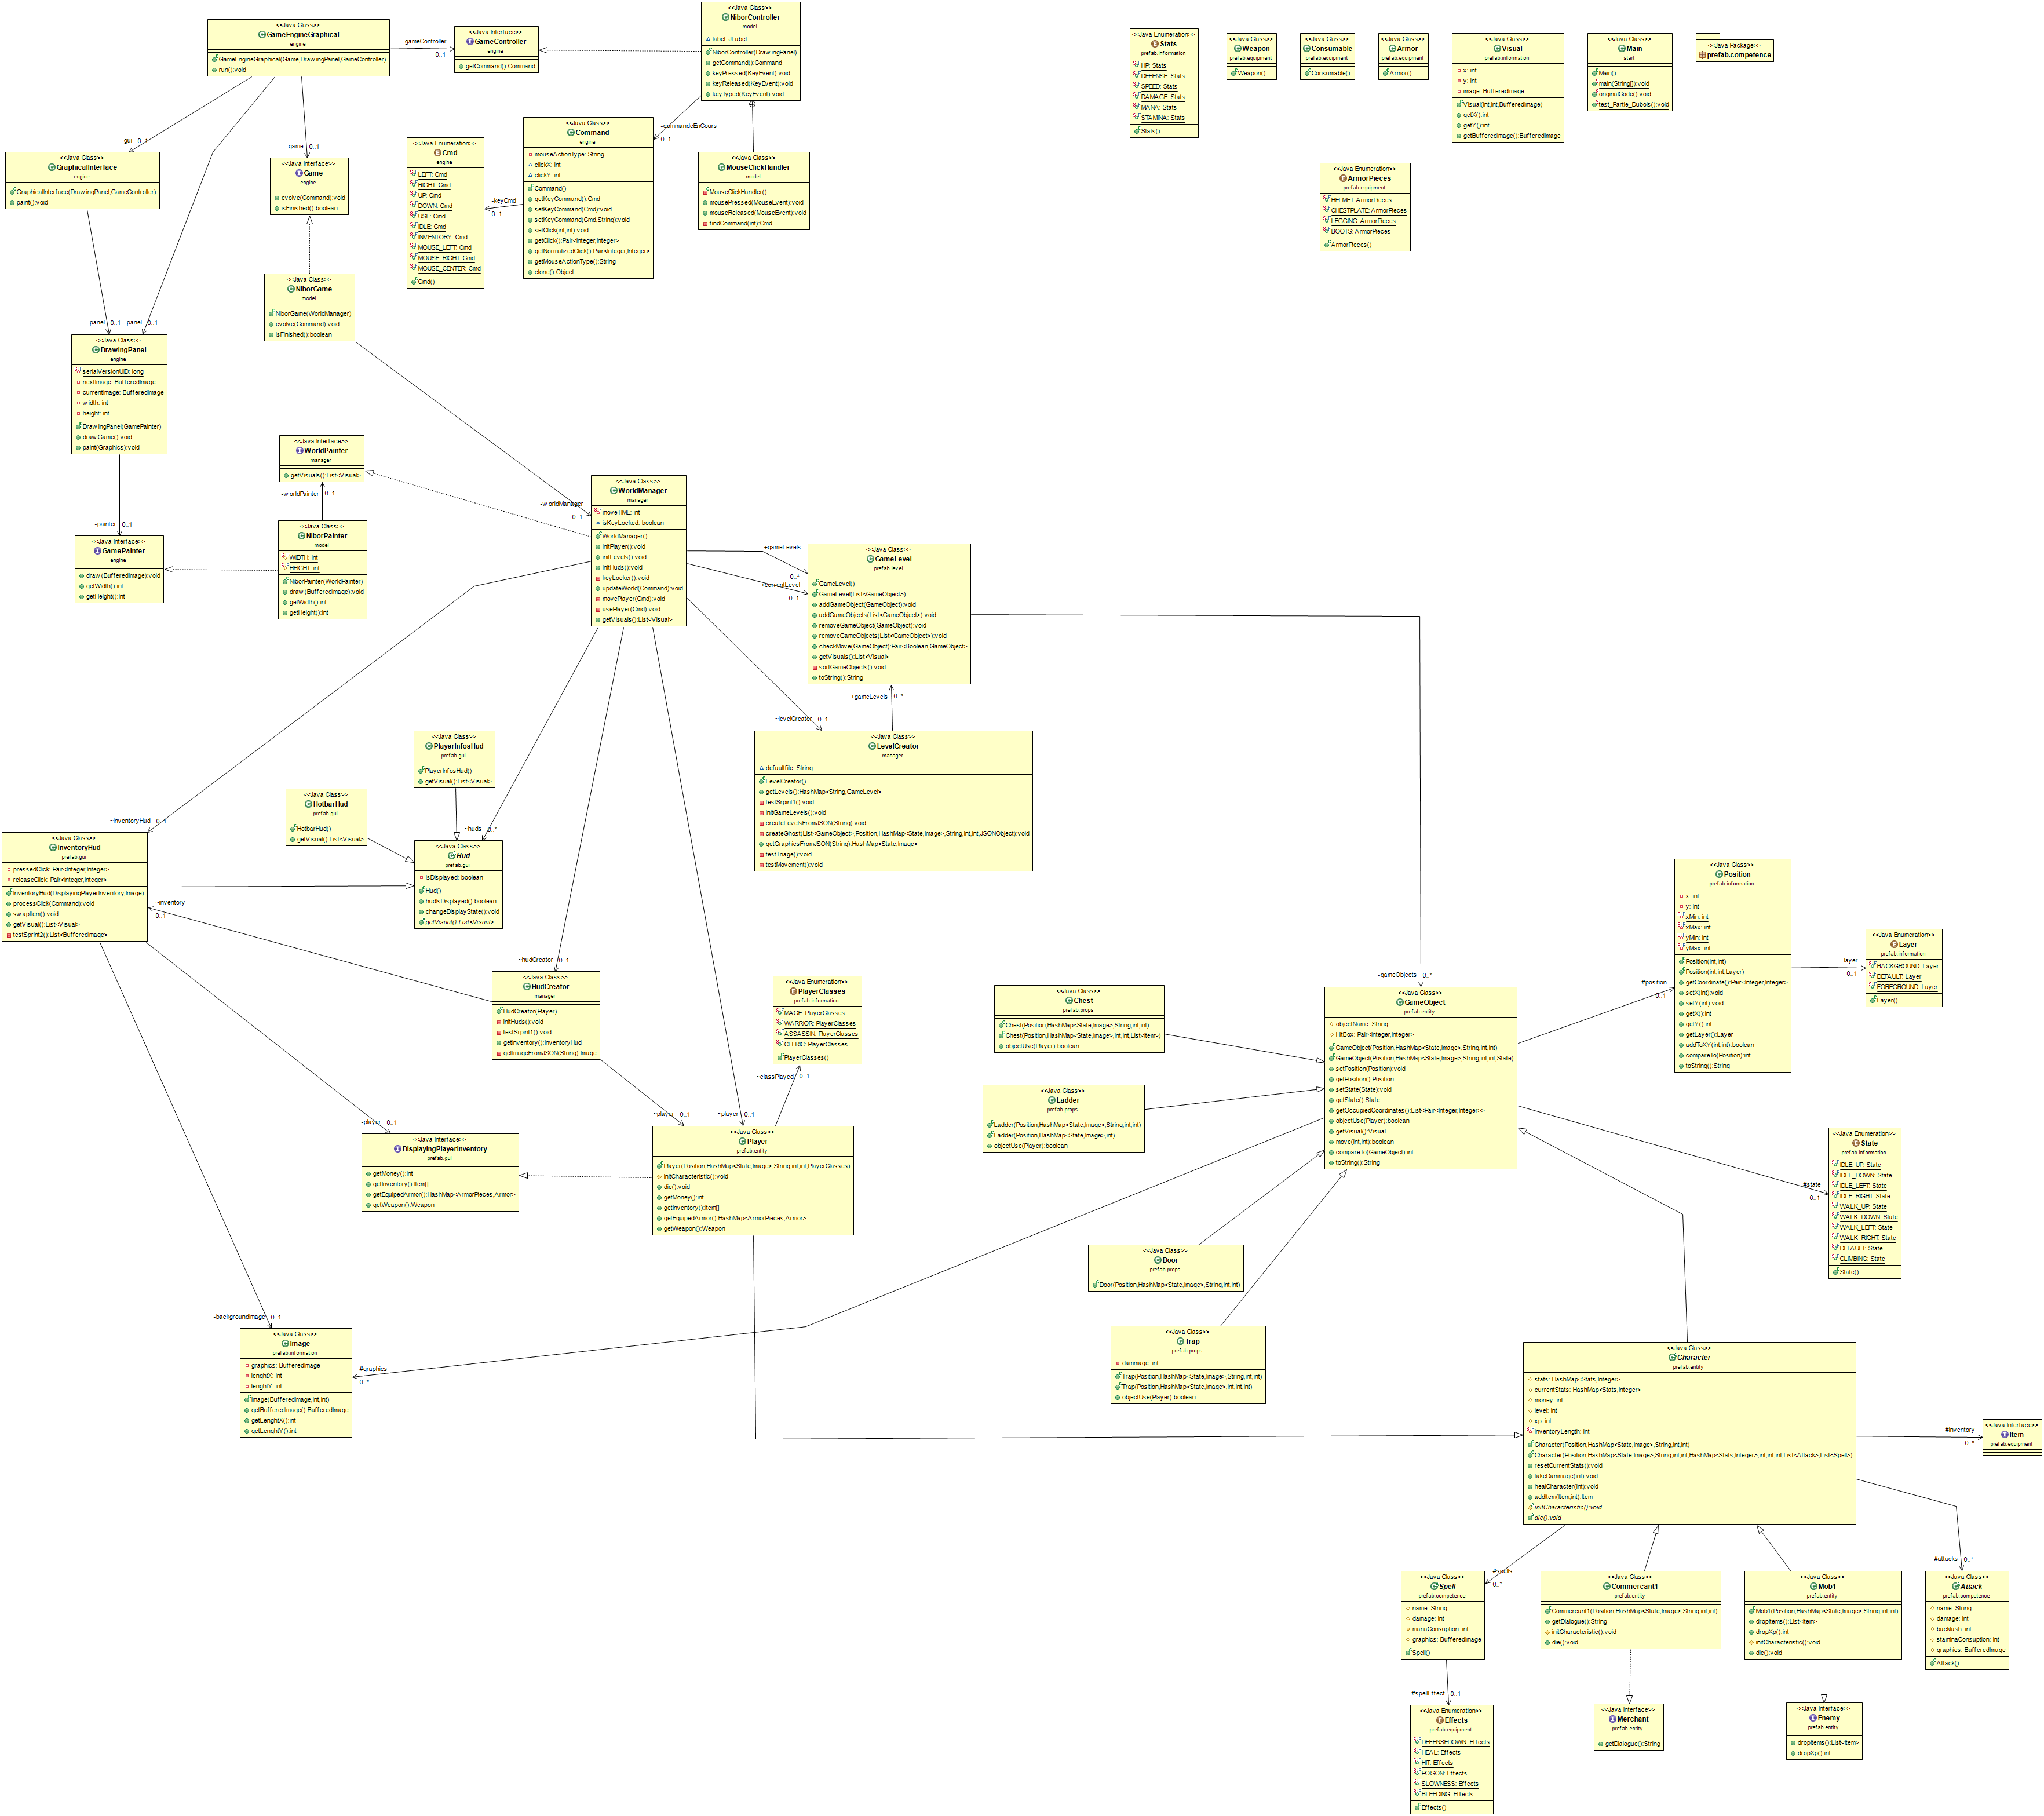 <<Java Class>>
GameEngineGraphical
engine
GameEngineGraphical(Game,DrawingPanel,GameController)
run():void
-gameController
0..1
<<Java Interface>>
GameController
engine
getCommand():Command
<<Java Class>>
NiborController
model
label: JLabel
NiborController(DrawingPanel)
getCommand():Command
keyPressed(KeyEvent):void
keyReleased(KeyEvent):void
keyTyped(KeyEvent):void
<<Java Enumeration>>
Stats
prefab.information
HP: Stats
DEFENSE: Stats
SPEED: Stats
DAMAGE: Stats
MANA: Stats
STAMINA: Stats
Stats()
<<Java Class>>
Weapon
prefab.equipment
Weapon()
<<Java Class>>
Consumable
prefab.equipment
Consumable()
<<Java Class>>
Armor
prefab.equipment
Armor()
<<Java Class>>
Visual
prefab.information
x: int
y: int
image: BufferedImage
Visual(int,int,BufferedImage)
getX():int
getY():int
getBufferedImage():BufferedImage
<<Java Class>>
Main
start
Main()
main(String[]):void
originalCode():void
test_Partie_Dubois():void
<<Java Package>>
prefab.competence
-gui 0..1
-game 0..1
-commandeEnCours
0..1
<<Java Class>>
GraphicalInterface
engine
GraphicalInterface(DrawingPanel,GameController)
paint():void
<<Java Interface>>
Game
engine
evolve(Command):void
isFinished():boolean
<<Java Enumeration>>
Cmd
engine
LEFT: Cmd
RIGHT: Cmd
UP: Cmd
DOWN: Cmd
USE: Cmd
IDLE: Cmd
INVENTORY: Cmd
MOUSE_LEFT: Cmd
MOUSE_RIGHT: Cmd
MOUSE_CENTER: Cmd
Cmd()
-keyCmd
0..1
<<Java Class>>
Command
engine
mouseActionType: String
clickX: int
clickY: int
Command()
getKeyCommand():Cmd
setKeyCommand(Cmd):void
setKeyCommand(Cmd,String):void
setClick(int,int):void
getClick():Pair<Integer,Integer>
getNormalizedClick():Pair<Integer,Integer>
getMouseActionType():String
clone():Object
<<Java Class>>
MouseClickHandler
model
MouseClickHandler()
mousePressed(MouseEvent):void
mouseReleased(MouseEvent):void
findCommand(int):Cmd
<<Java Enumeration>>
ArmorPieces
prefab.equipment
HELMET: ArmorPieces
CHESTPLATE: ArmorPieces
LEGGING: ArmorPieces
BOOTS: ArmorPieces
ArmorPieces()
<<Java Class>>
NiborGame
model
NiborGame(WorldManager)
evolve(Command):void
isFinished():boolean
-panel 0..1
-panel 0..1
<<Java Class>>
DrawingPanel
engine
serialVersionUID: long
nextImage: BufferedImage
currentImage: BufferedImage
width: int
height: int
DrawingPanel(GamePainter)
drawGame():void
paint(Graphics):void
<<Java Interface>>
WorldPainter
manager
getVisuals():List<Visual>
-worldPainter 0..1
-painter 0..1
<<Java Interface>>
GamePainter
engine
draw(BufferedImage):void
getWidth():int
getHeight():int
<<Java Class>>
NiborPainter
model
WIDTH: int
HEIGHT: int
NiborPainter(WorldPainter)
draw(BufferedImage):void
getWidth():int
getHeight():int
-worldManager
0..1
<<Java Class>>
WorldManager
manager
moveTIME: int
isKeyLocked: boolean
WorldManager()
initPlayer():void
initLevels():void
initHuds():void
keyLocker():void
updateWorld(Command):void
movePlayer(Cmd):void
usePlayer(Cmd):void
getVisuals():List<Visual>
+gameLevels
0..*
+currentLevel
0..1
<<Java Class>>
GameLevel
prefab.level
GameLevel()
GameLevel(List<GameObject>)
addGameObject(GameObject):void
addGameObjects(List<GameObject>):void
removeGameObject(GameObject):void
removeGameObjects(List<GameObject>):void
checkMove(GameObject):Pair<Boolean,GameObject>
getVisuals():List<Visual>
sortGameObjects():void
toString():String
+gameLevels 0..*
~levelCreator 0..1
<<Java Class>>
LevelCreator
manager
defaultfile: String
LevelCreator()
getLevels():HashMap<String,GameLevel>
testSrpint1():void
initGameLevels():void
createLevelsFromJSON(String):void
createGhost(List<GameObject>,Position,HashMap<State,Image>,String,int,int,JSONObject):void
getGraphicsFromJSON(String):HashMap<State,Image>
testTriage():void
testMovement():void
<<Java Class>>
PlayerInfosHud
prefab.gui
PlayerInfosHud()
getVisual():List<Visual>
<<Java Class>>
HotbarHud
prefab.gui
HotbarHud()
getVisual():List<Visual>
~huds 0..*
<<Java Class>>
Hud
prefab.gui
isDisplayed: boolean
Hud()
hudIsDisplayed():boolean
changeDisplayState():void
getVisual():List<Visual>
~inventoryHud 0..1
<<Java Class>>
InventoryHud
prefab.gui
pressedClick: Pair<Integer,Integer>
releaseClick: Pair<Integer,Integer>
InventoryHud(DisplayingPlayerInventory,Image)
processClick(Command):void
swapItem():void
getVisual():List<Visual>
testSprint2():List<BufferedImage>
~inventory
0..1
~hudCreator 0..1
<<Java Class>>
HudCreator
manager
HudCreator(Player)
initHuds():void
testSrpint1():void
getInventory():InventoryHud
getImageFromJSON(String):Image
<<Java Enumeration>>
PlayerClasses
prefab.information
MAGE: PlayerClasses
WARRIOR: PlayerClasses
ASSASSIN: PlayerClasses
CLERIC: PlayerClasses
PlayerClasses()
~classPlayed 0..1
~player 0..1
~player 0..1
<<Java Class>>
Player
prefab.entity
Player(Position,HashMap<State,Image>,String,int,int,PlayerClasses)
initCharacteristic():void
die():void
getMoney():int
getInventory():Item[]
getEquipedArmor():HashMap<ArmorPieces,Armor>
getWeapon():Weapon
-player 0..1
<<Java Interface>>
DisplayingPlayerInventory
prefab.gui
getMoney():int
getInventory():Item[]
getEquipedArmor():HashMap<ArmorPieces,Armor>
getWeapon():Weapon
-backgroundImage 0..1
<<Java Class>>
Image
prefab.information
graphics: BufferedImage
lenghtX: int
lenghtY: int
Image(BufferedImage,int,int)
getBufferedImage():BufferedImage
getLenghtX():int
getLenghtY():int
#graphics
0..*
<<Java Class>>
Chest
prefab.props
Chest(Position,HashMap<State,Image>,String,int,int)
Chest(Position,HashMap<State,Image>,int,int,List<Item>)
objectUse(Player):boolean
<<Java Class>>
Ladder
prefab.props
Ladder(Position,HashMap<State,Image>,String,int,int)
Ladder(Position,HashMap<State,Image>,int)
objectUse(Player):boolean
-gameObjects 0..*
<<Java Class>>
GameObject
prefab.entity
objectName: String
HitBox: Pair<Integer,Integer>
GameObject(Position,HashMap<State,Image>,String,int,int)
GameObject(Position,HashMap<State,Image>,String,int,int,State)
setPosition(Position):void
getPosition():Position
setState(State):void
getState():State
getOccupiedCoordinates():List<Pair<Integer,Integer>>
objectUse(Player):boolean
getVisual():Visual
move(int,int):boolean
compareTo(GameObject):int
toString():String
#position
0..1
<<Java Class>>
Position
prefab.information
x: int
y: int
xMin: int
xMax: int
yMin: int
yMax: int
Position(int,int)
Position(int,int,Layer)
getCoordinate():Pair<Integer,Integer>
setX(int):void
setY(int):void
getX():int
getY():int
getLayer():Layer
addToXY(int,int):boolean
compareTo(Position):int
toString():String
-layer
0..1
<<Java Enumeration>>
Layer
prefab.information
BACKGROUND: Layer
DEFAULT: Layer
FOREGROUND: Layer
Layer()
#state
0..1
<<Java Enumeration>>
State
prefab.information
IDLE_UP: State
IDLE_DOWN: State
IDLE_LEFT: State
IDLE_RIGHT: State
WALK_UP: State
WALK_DOWN: State
WALK_LEFT: State
WALK_RIGHT: State
DEFAULT: State
CLIMBING: State
State()
<<Java Class>>
Door
prefab.props
Door(Position,HashMap<State,Image>,String,int,int)
<<Java Class>>
Trap
prefab.props
dammage: int
Trap(Position,HashMap<State,Image>,String,int,int)
Trap(Position,HashMap<State,Image>,int,int,int)
objectUse(Player):boolean
<<Java Class>>
Character
prefab.entity
stats: HashMap<Stats,Integer>
currentStats: HashMap<Stats,Integer>
money: int
level: int
xp: int
inventoryLength: int
Character(Position,HashMap<State,Image>,String,int,int)
Character(Position,HashMap<State,Image>,String,int,int,HashMap<Stats,Integer>,int,int,int,List<Attack>,List<Spell>)
resetCurrentStats():void
takeDammage(int):void
healCharacter(int):void
addItem(Item,int):Item
initCharacteristic():void
die():void
#inventory
0..*
<<Java Interface>>
Item
prefab.equipment
#spells
0..*
#attacks 0..*
<<Java Class>>
Spell
prefab.competence
name: String
damage: int
manaConsuption: int
graphics: BufferedImage
Spell()
<<Java Class>>
Commercant1
prefab.entity
Commercant1(Position,HashMap<State,Image>,String,int,int)
getDialogue():String
initCharacteristic():void
die():void
<<Java Class>>
Mob1
prefab.entity
Mob1(Position,HashMap<State,Image>,String,int,int)
dropItems():List<Item>
dropXp():int
initCharacteristic():void
die():void
<<Java Class>>
Attack
prefab.competence
name: String
damage: int
backlash: int
staminaConsuption: int
graphics: BufferedImage
Attack()
#spellEffect 0..1
<<Java Enumeration>>
Effects
prefab.equipment
DEFENSEDOWN: Effects
HEAL: Effects
HIT: Effects
POISON: Effects
SLOWNESS: Effects
BLEEDING: Effects
Effects()
<<Java Interface>>
Merchant
prefab.entity
getDialogue():String
<<Java Interface>>
Enemy
prefab.entity
dropItems():List<Item>
dropXp():int